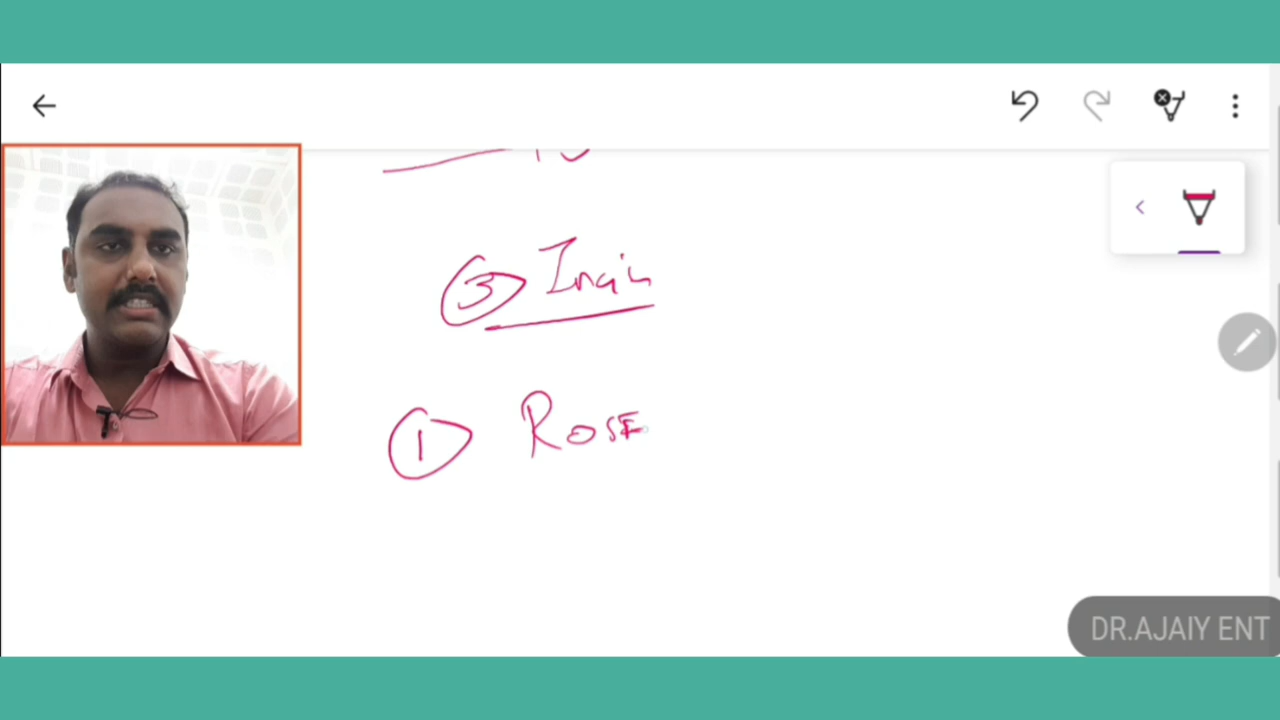 ③ Incis
① ROSE
DR.AJAIY ENT